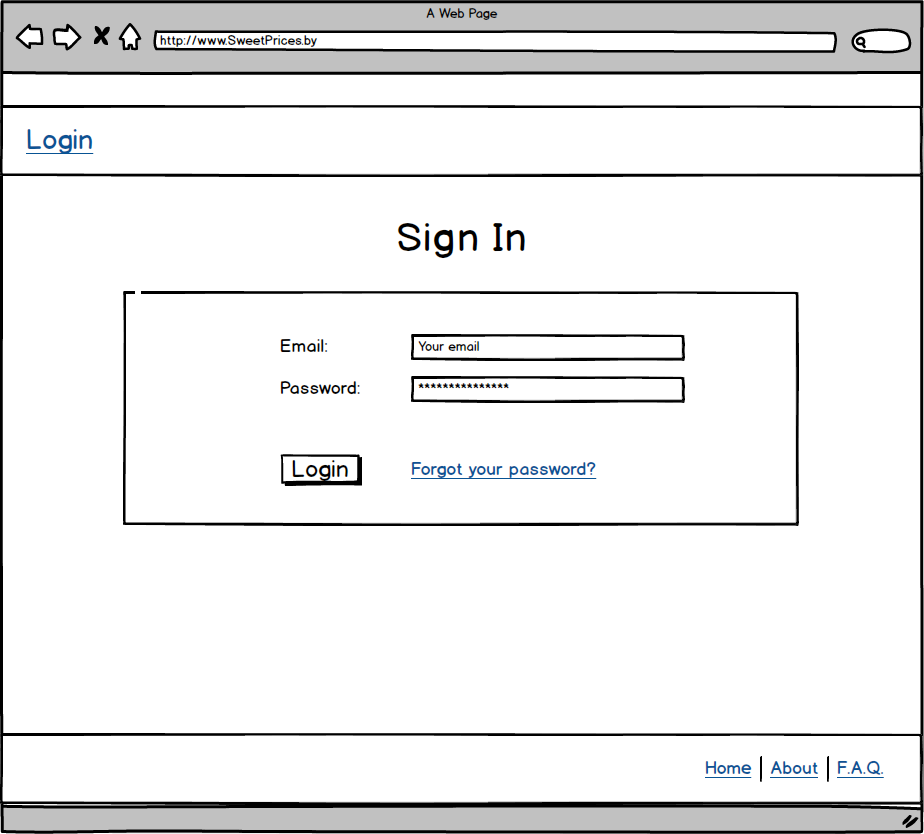 A Web Page
http://www.SweetPrices.by
Login
Sign In
Email: Your email
Password: ***************
Login Forgot your password?
Home | About | F.A.Q.